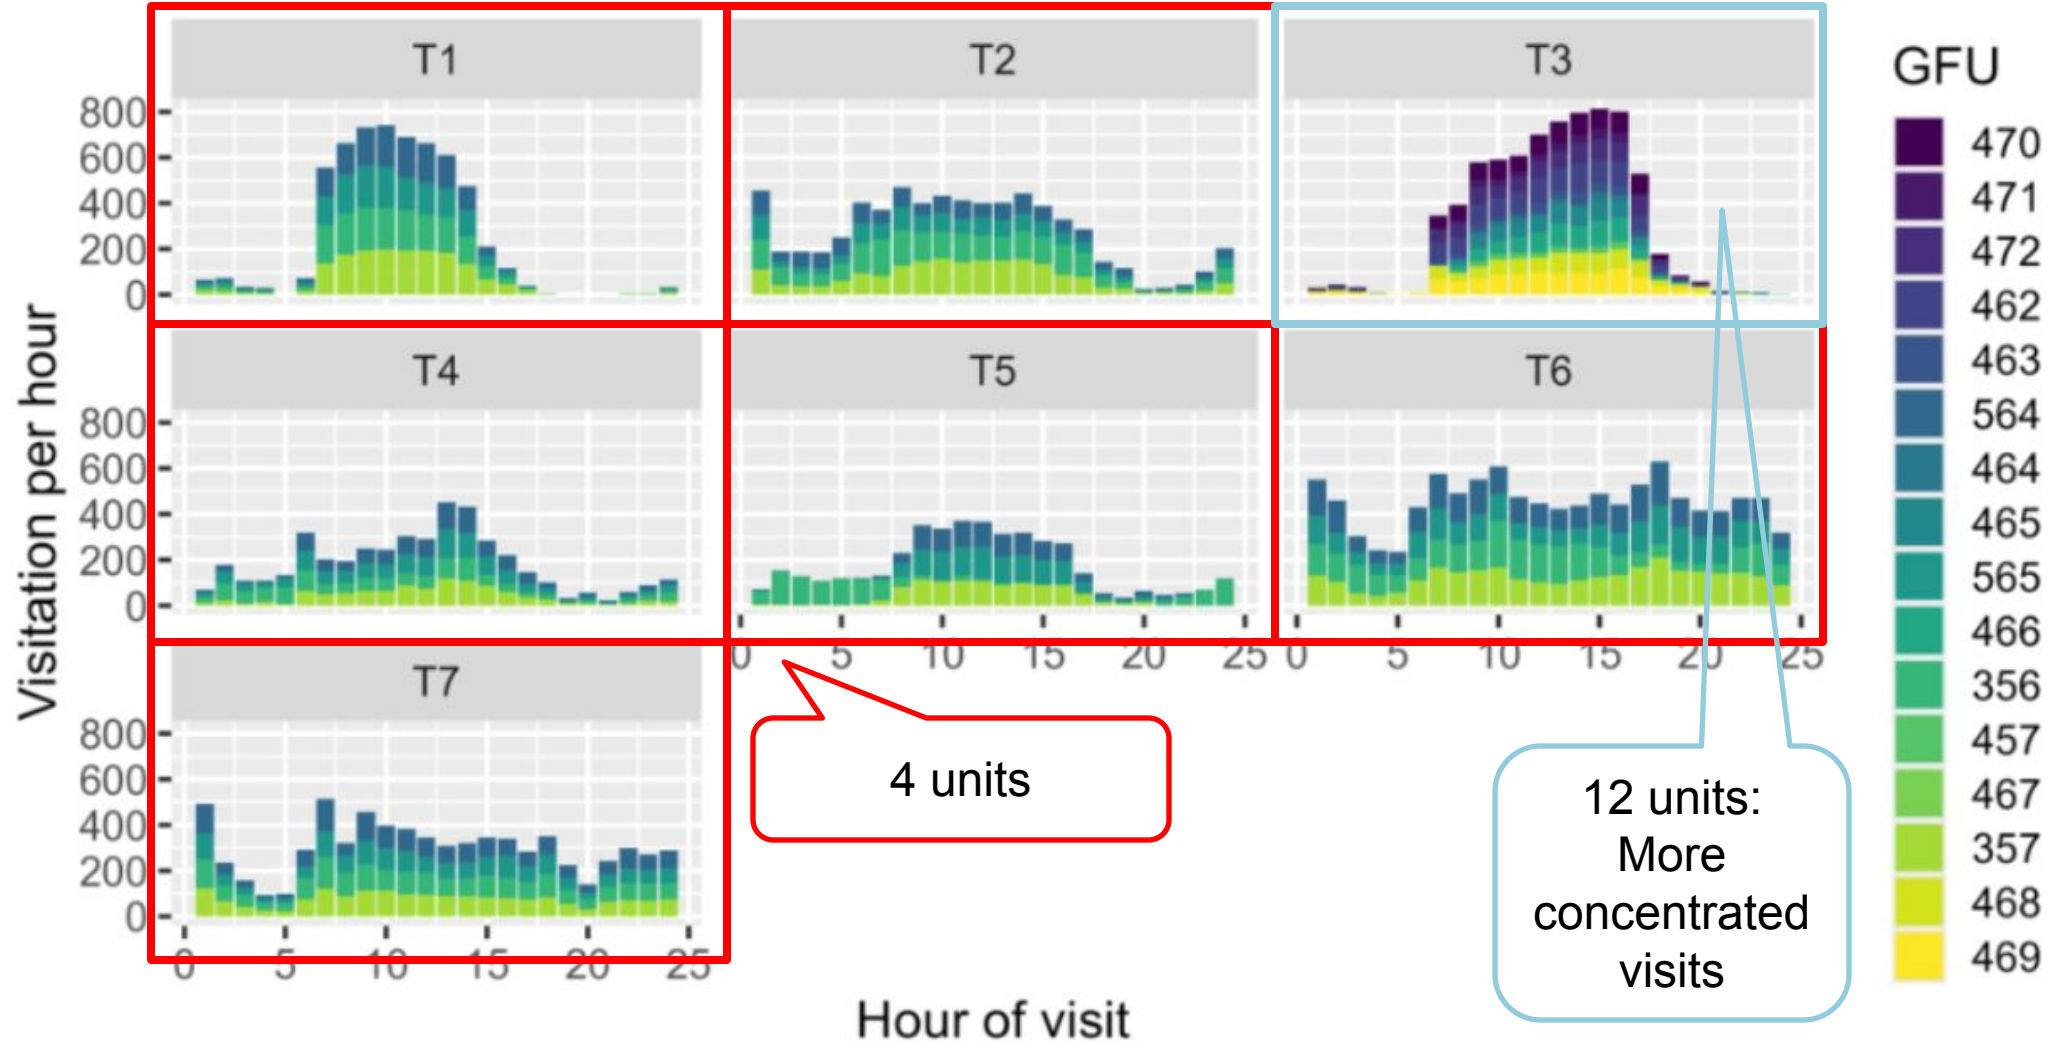 T1
T2
T3
GFU
800
600
400
200
0
470
471
472
462
463
564
464
465
565
466
356
457
467
357
468
469
T4
T5
T6
800
600
400
200
0
0 5 10 15 20 25
0 5 10 15 20 25
T7
800
600
400
200
0
0 5 10 15 20 25
Visitation per hour
Hour of visit
4 units
12 units:
More
concentrated
visits